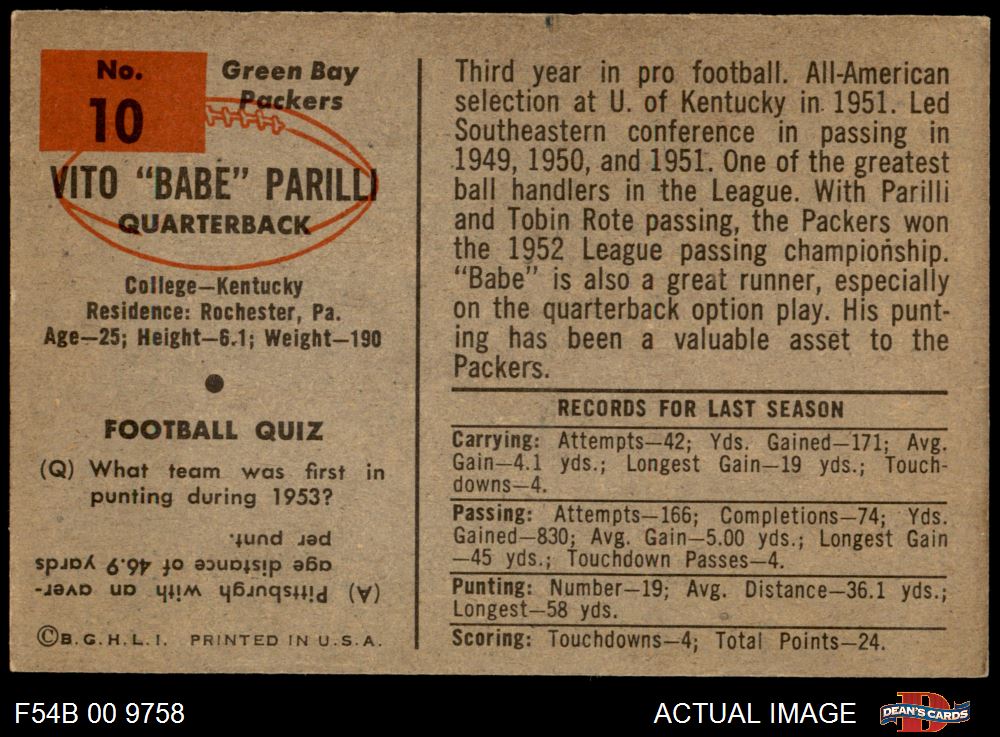 No.
10
Green Bay
Packers
VITO “BABE” PARILLI
QUARTERBACK
College—Kentucky
Residence: Rochester, Pa.
Age—25; Height—6.1; Weight—190
FOOTBALL QUIZ
(Q) What team was first in
punting during 1953?
(A) Pittsburgh with an aver-
age distance of 46.9 yards
per punt.
©B.G.H.L.I. PRINTED IN U.S.A.
Third year in pro football. All-American
selection at U. of Kentucky in 1951. Led
Southeastern conference in passing in
1949, 1950, and 1951. One of the greatest
ball handlers in the League. With Parilli
and Tobin Rote passing, the Packers won
the 1952 League passing championship.
“Babe” is also a great runner, especially
on the quarterback option play. His punt-
ing has been a valuable asset to the
Packers.
RECORDS FOR LAST SEASON
Carrying: Attempts—42; Yds. Gained—171; Avg.
Gain—4.1 yds.; Longest Gain—19 yds.; Touch-
downs—4.
Passing: Attempts—166; Completions—74; Yds.
Gained—830; Avg. Gain—5.00 yds.; Longest Gain
—45 yds.; Touchdown Passes—4.
Punting: Number—19; Avg. Distance—36.1 yds.;
Longest—58 yds.
Scoring: Touchdowns—4; Total Points—24.
F54B 00 9758
ACTUAL IMAGE
DEAN'S CARDS